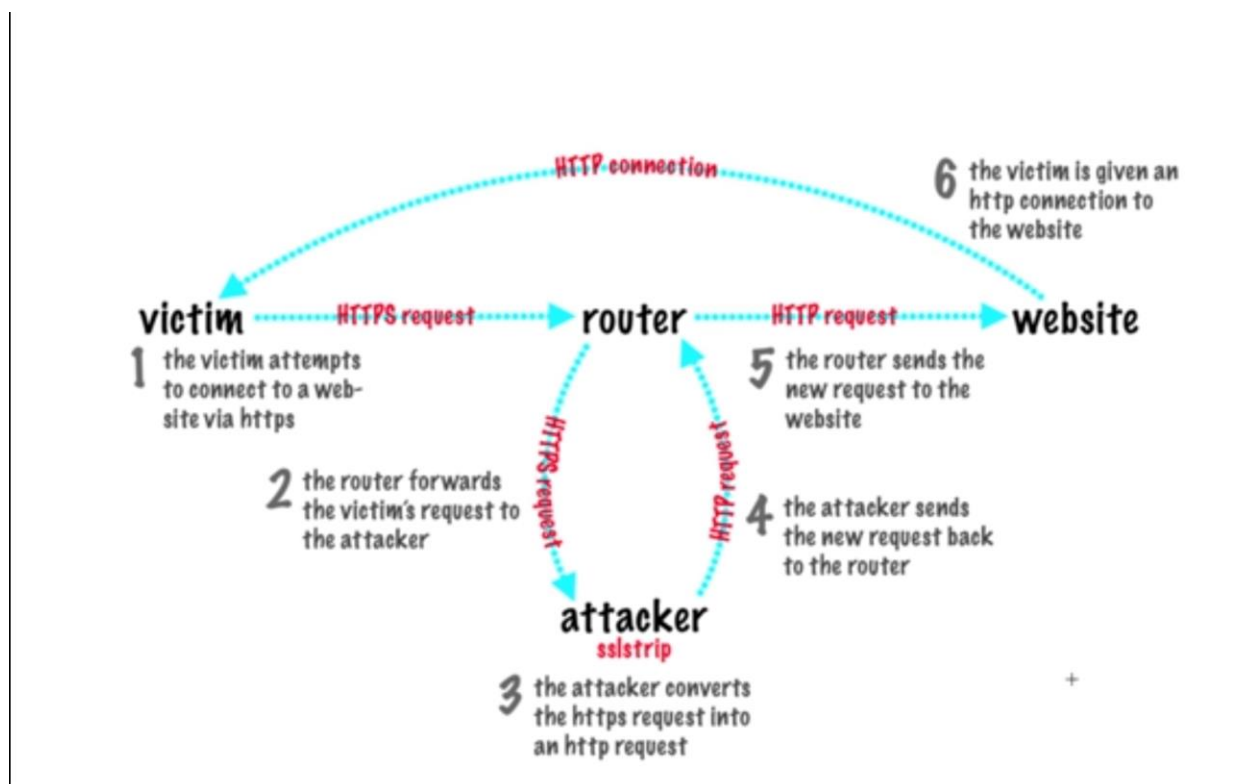 HTTP connection
6 the victim is given an
http connection to
the website
victim
HTTPS request
router
HTTP request
website
1 the victim attempts
to connect to a web-
site via https
5 the router sends the
new request to the
website
HTTPS request
HTTP request
2 the router forwards
the victim's request to
the attacker
4 the attacker sends
the new request back
to the router
attacker
sslstrip
3 the attacker converts
the https request into
an http request